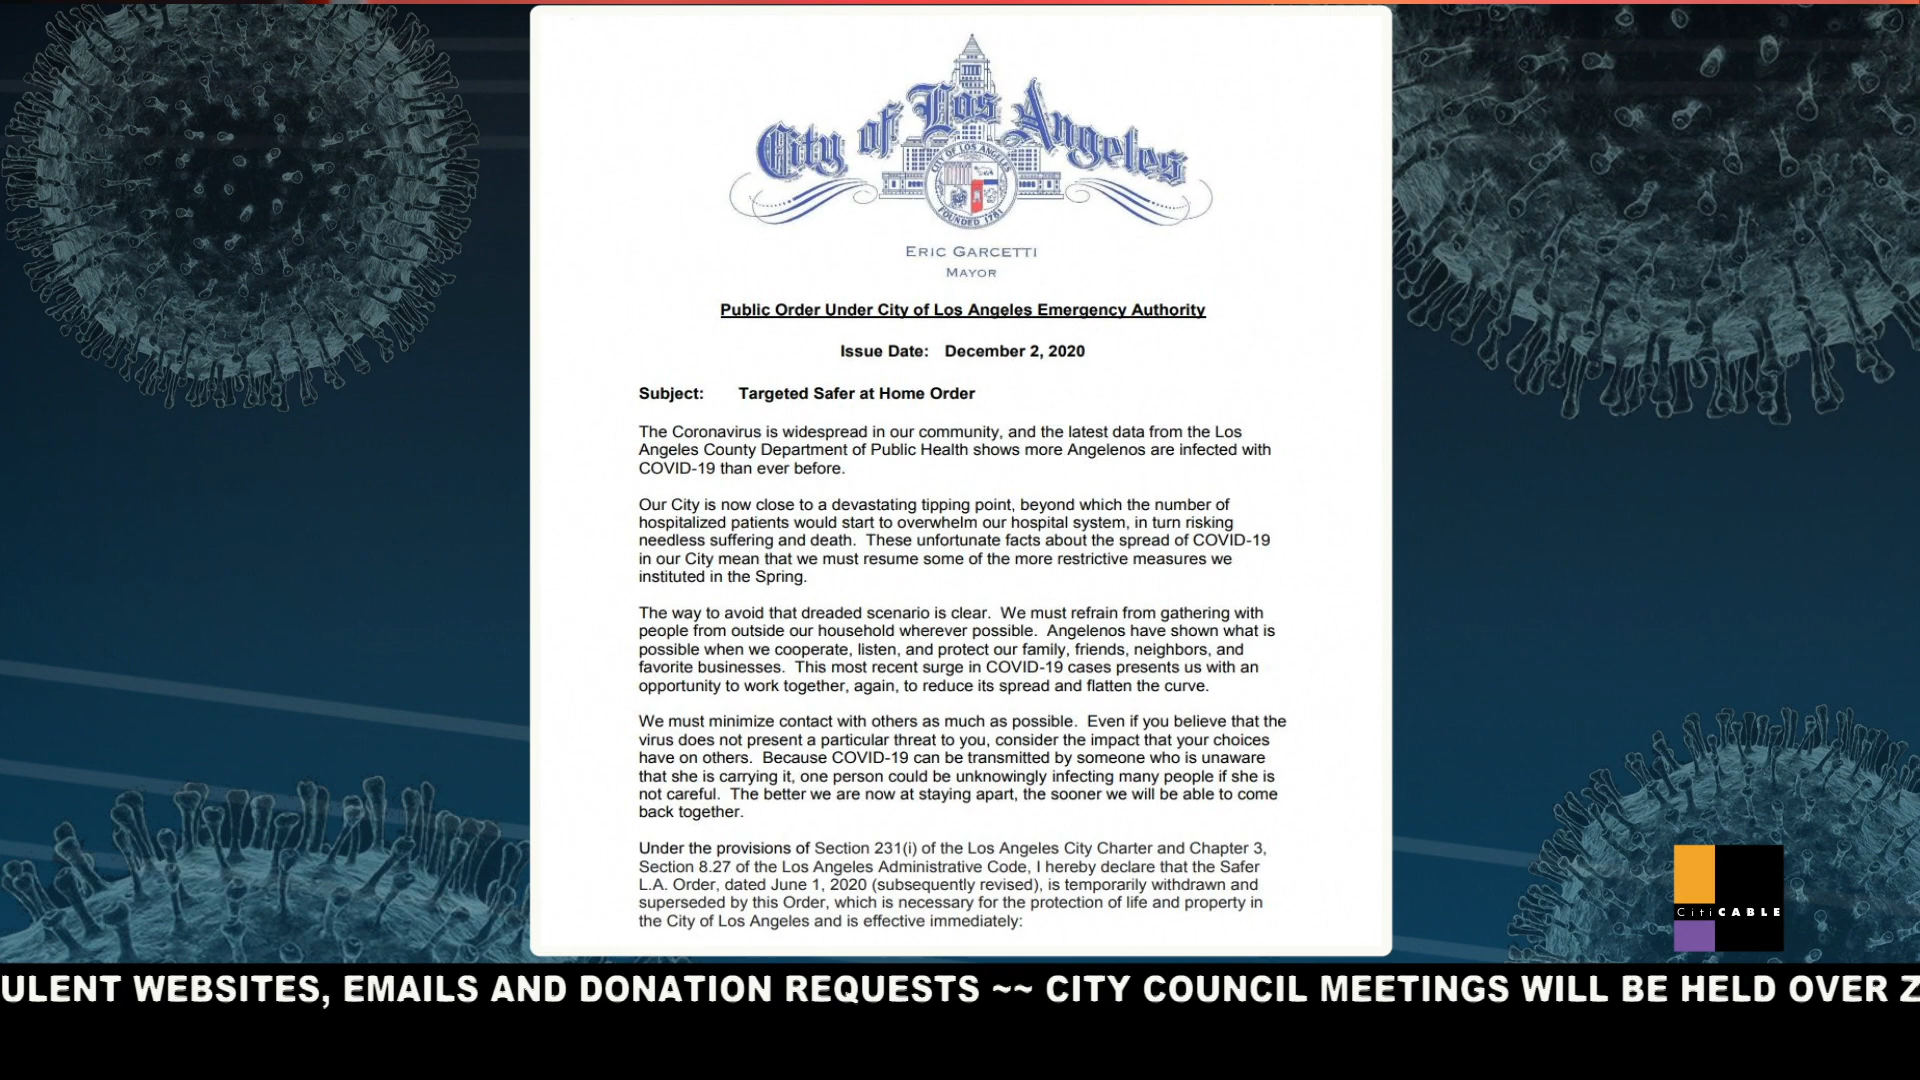 City of Los Angeles
CITY OF LOS ANGELES
FOUNDED 1781
ERIC GARCETTI
MAYOR
Public Order Under City of Los Angeles Emergency Authority
Issue Date: December 2, 2020
Subject: Targeted Safer at Home Order
The Coronavirus is widespread in our community, and the latest data from the Los
Angeles County Department of Public Health shows more Angelenos are infected with
COVID-19 than ever before.
Our City is now close to a devastating tipping point, beyond which the number of
hospitalized patients would start to overwhelm our hospital system, in turn risking
needless suffering and death. These unfortunate facts about the spread of COVID-19
in our City mean that we must resume some of the more restrictive measures we
instituted in the Spring.
The way to avoid that dreaded scenario is clear. We must refrain from gathering with
people from outside our household wherever possible. Angelenos have shown what is
possible when we cooperate, listen, and protect our family, friends, neighbors, and
favorite businesses. This most recent surge in COVID-19 cases presents us with an
opportunity to work together, again, to reduce its spread and flatten the curve.
We must minimize contact with others as much as possible. Even if you believe that the
virus does not present a particular threat to you, consider the impact that your choices
have on others. Because COVID-19 can be transmitted by someone who is unaware
that she is carrying it, one person could be unknowingly infecting many people if she is
not careful. The better we are now at staying apart, the sooner we will be able to come
back together.
Under the provisions of Section 231(i) of the Los Angeles City Charter and Chapter 3,
Section 8.27 of the Los Angeles Administrative Code, I hereby declare that the Safer
L.A. Order, dated June 1, 2020 (subsequently revised), is temporarily withdrawn and
superseded by this Order, which is necessary for the protection of life and property in
the City of Los Angeles and is effective immediately:
CitiCABLE
ULENT WEBSITES, EMAILS AND DONATION REQUESTS ~~ CITY COUNCIL MEETINGS WILL BE HELD OVER Z